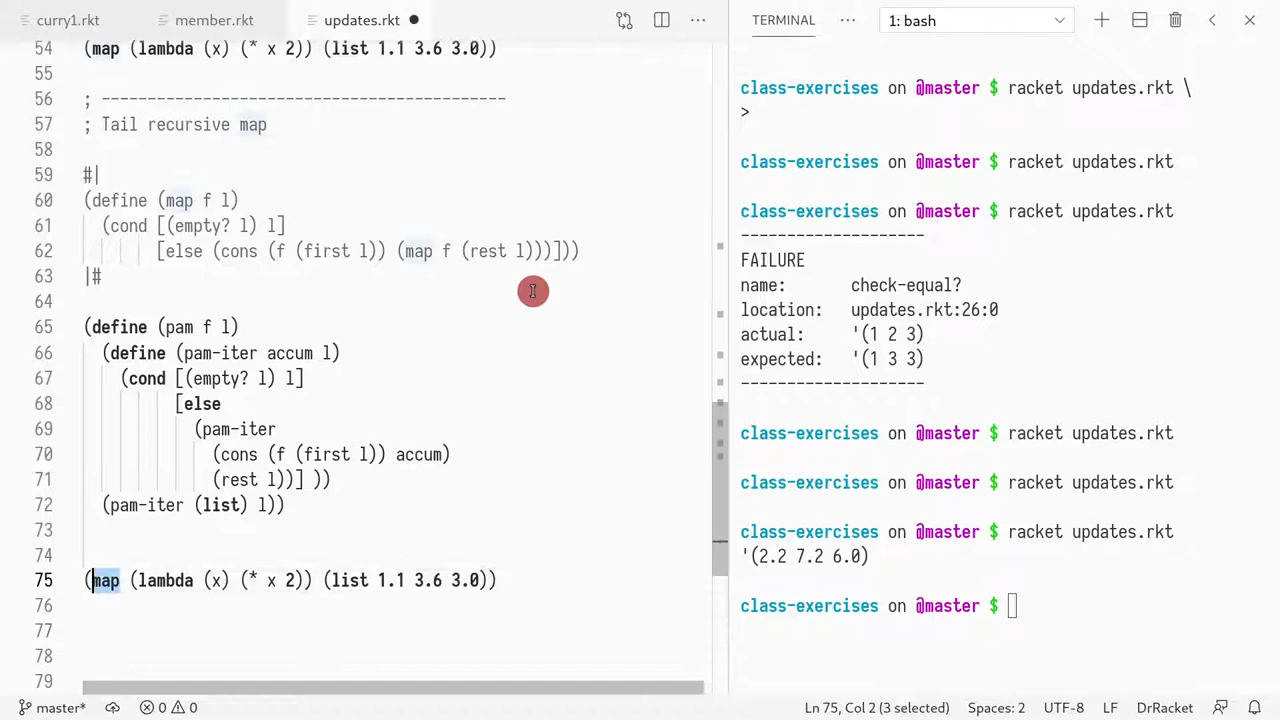 curry1.rkt member.rkt updates.rkt
54 (map (lambda (x) (* x 2)) (list 1.1 3.6 3.0))
55
56 ; --------------------------------------------
57 ; Tail recursive map
58
59 #|
60 (define (map f l)
61 (cond [(empty? l) l]
62 [else (cons (f (first l)) (map f (rest l)))]))
63 |#
64
65 (define (pam f l)
66 (define (pam-iter accum l)
67 (cond [(empty? l) l]
68 [else
69 (pam-iter
70 (cons (f (first l)) accum)
71 (rest l))] ))
72 (pam-iter (list) l))
73
74
75 (map (lambda (x) (* x 2)) (list 1.1 3.6 3.0))
76
77
78
79
TERMINAL 1: bash
class-exercises on @master $ racket updates.rkt \
>
class-exercises on @master $ racket updates.rkt
class-exercises on @master $ racket updates.rkt
--------------------
FAILURE
name: check-equal?
location: updates.rkt:26:0
actual: '(1 2 3)
expected: '(1 3 3)
--------------------
class-exercises on @master $ racket updates.rkt
class-exercises on @master $ racket updates.rkt
class-exercises on @master $ racket updates.rkt
'(2.2 7.2 6.0)
class-exercises on @master $
master* 0 0 Ln 75, Col 2 (3 selected) Spaces: 2 UTF-8 LF DrRacket